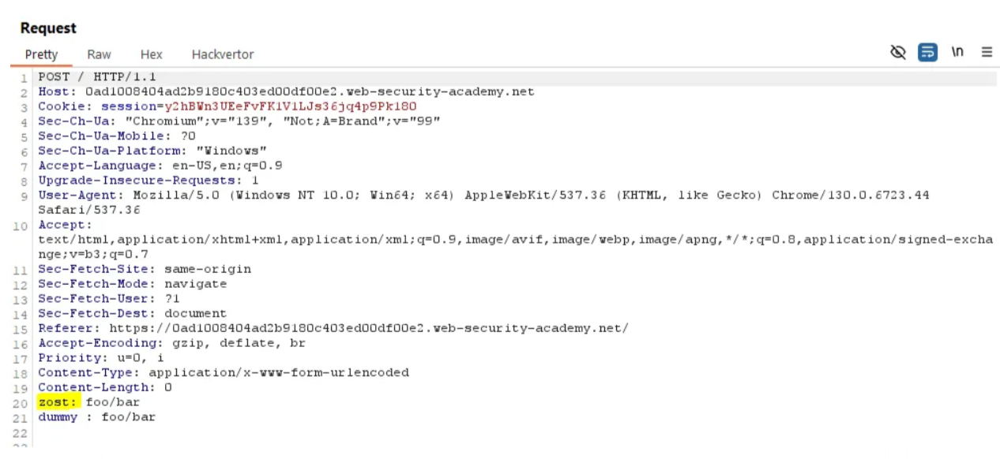 Request
Pretty Raw Hex Hackvertor \n
1 POST / HTTP/1.1
2 Host: 0ad1008404ad2b9180c403ed00df00e2.web-security-academy.net
3 Cookie: session=y2hBWn3UEeFvFK1V1LJs36jq4p9Pk180
4 Sec-Ch-Ua: "Chromium";v="139", "Not;A=Brand";v="99"
5 Sec-Ch-Ua-Mobile: ?0
6 Sec-Ch-Ua-Platform: "Windows"
7 Accept-Language: en-US,en;q=0.9
8 Upgrade-Insecure-Requests: 1
9 User-Agent: Mozilla/5.0 (Windows NT 10.0; Win64; x64) AppleWebKit/537.36 (KHTML, like Gecko) Chrome/130.0.6723.44
Safari/537.36
10 Accept:
text/html,application/xhtml+xml,application/xml;q=0.9,image/avif,image/webp,image/apng,*/*;q=0.8,application/signed-excha
nge;v=b3;q=0.7
11 Sec-Fetch-Site: same-origin
12 Sec-Fetch-Mode: navigate
13 Sec-Fetch-User: ?1
14 Sec-Fetch-Dest: document
15 Referer: https://0ad1008404ad2b9180c403ed00df00e2.web-security-academy.net/
16 Accept-Encoding: gzip, deflate, br
17 Priority: u=0, i
18 Content-Type: application/x-www-form-urlencoded
19 Content-Length: 0
20 zost: foo/bar
21 dummy : foo/bar
22